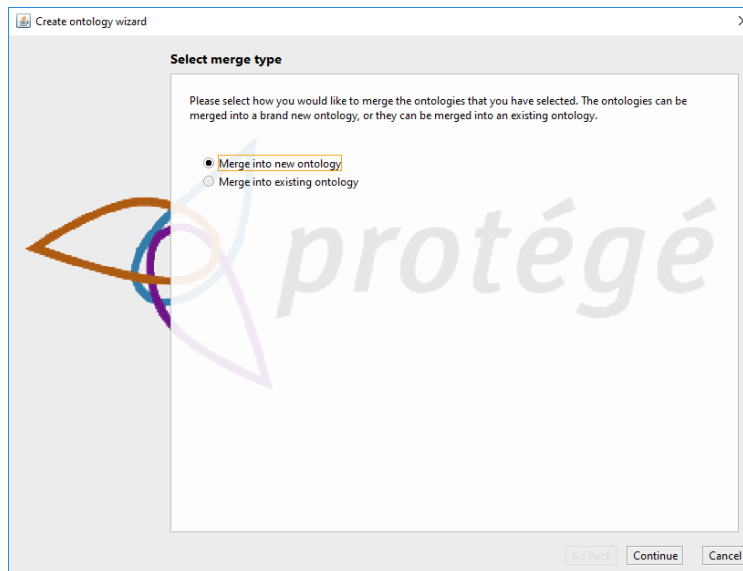 Create ontology wizard
Select merge type
Please select how you would like to merge the ontologies that you have selected. The ontologies can be
merged into a brand new ontology, or they can be merged into an existing ontology.
Merge into new ontology
Merge into existing ontology
protégé
Go Back Continue Cancel